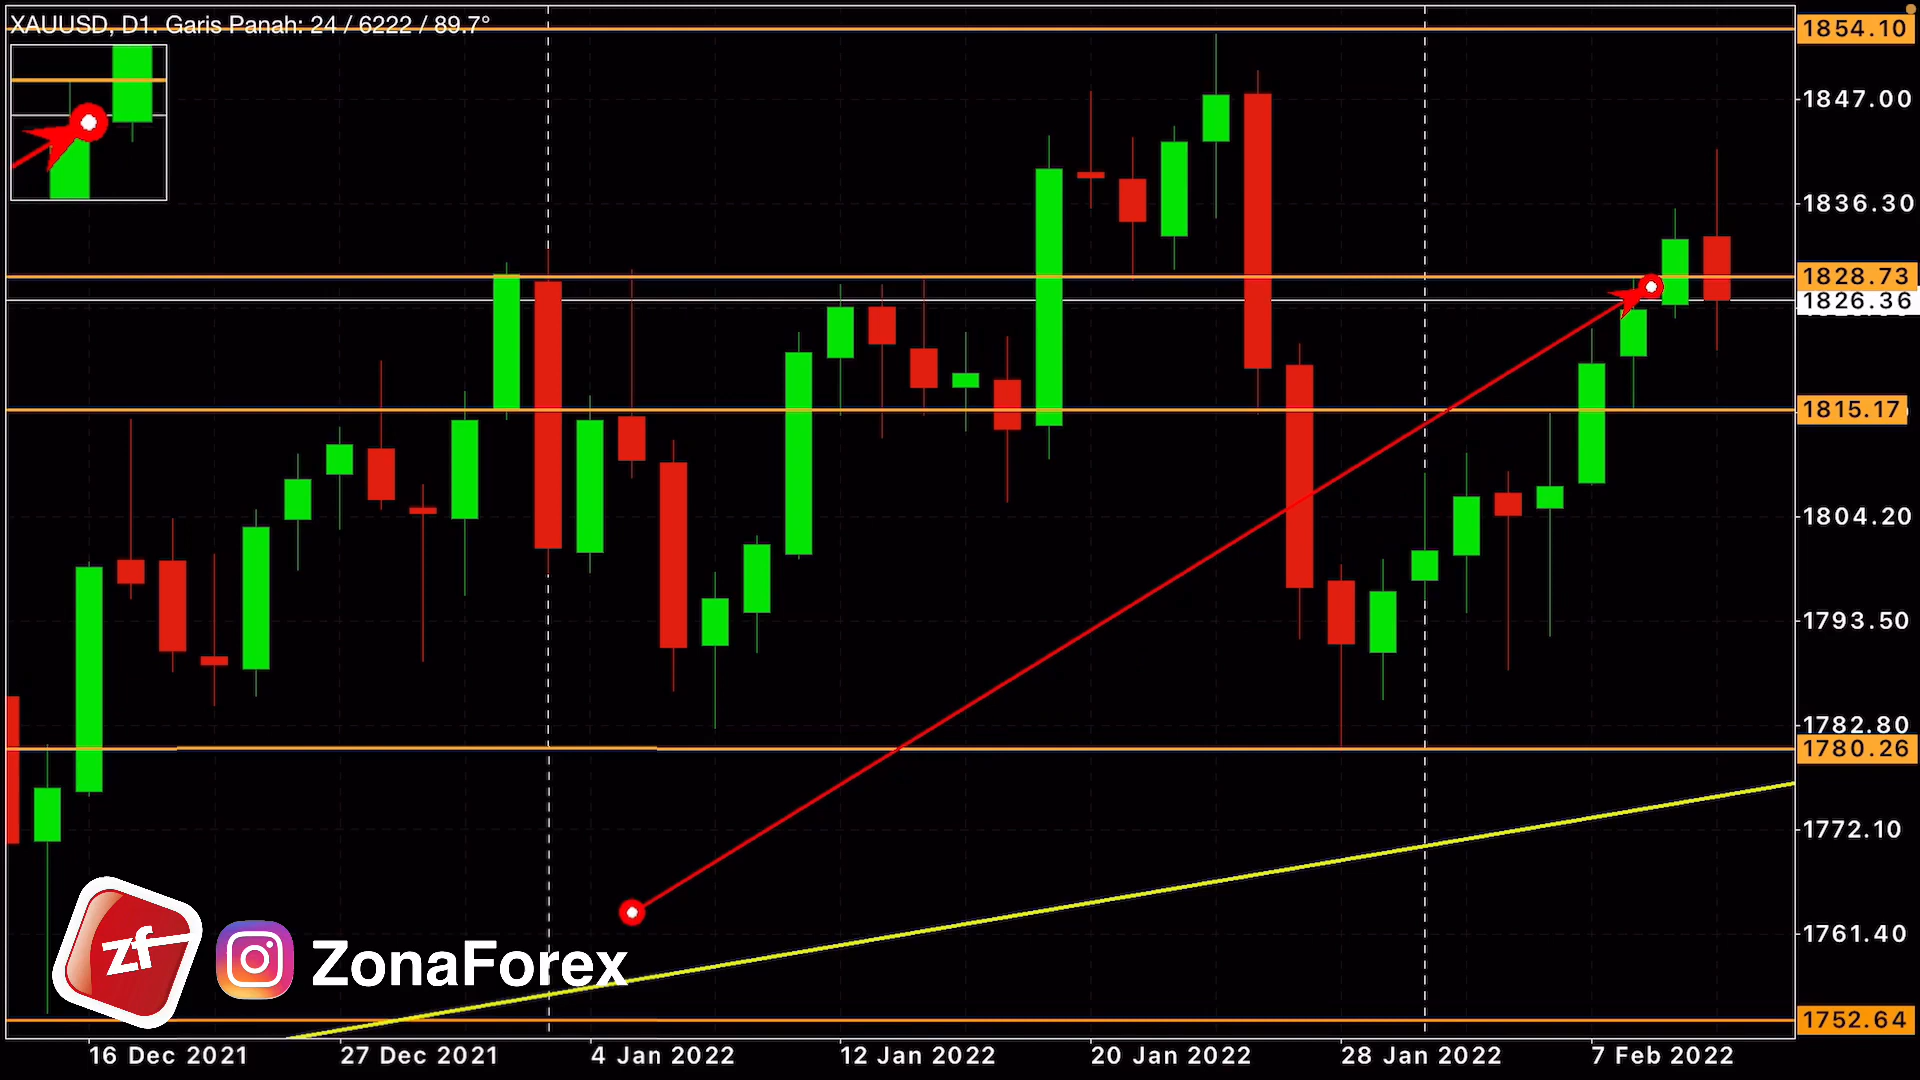 XAUUSD, D1. Garis Panah: 24 / 6222 / 89.7°
1854.10
1847.00
1836.30
1828.73
1826.36
1815.17
1804.20
1793.50
1782.80
1780.26
1772.10
1761.40
1752.64
zf
ZonaForex
16 Dec 2021
27 Dec 2021
4 Jan 2022
12 Jan 2022
20 Jan 2022
28 Jan 2022
7 Feb 2022